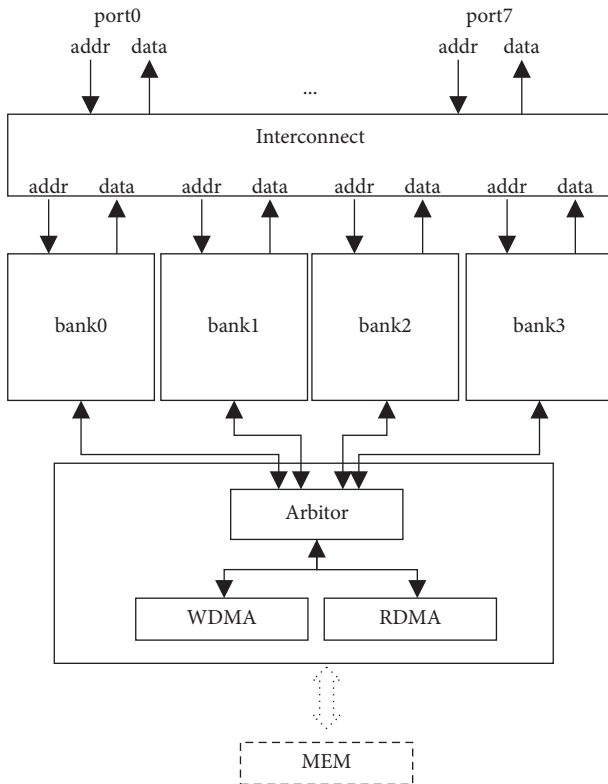 port0 port7
addr data addr data
...
Interconnect
addr data addr data addr data addr data
bank0 bank1 bank2 bank3
Arbitor
WDMA RDMA
MEM